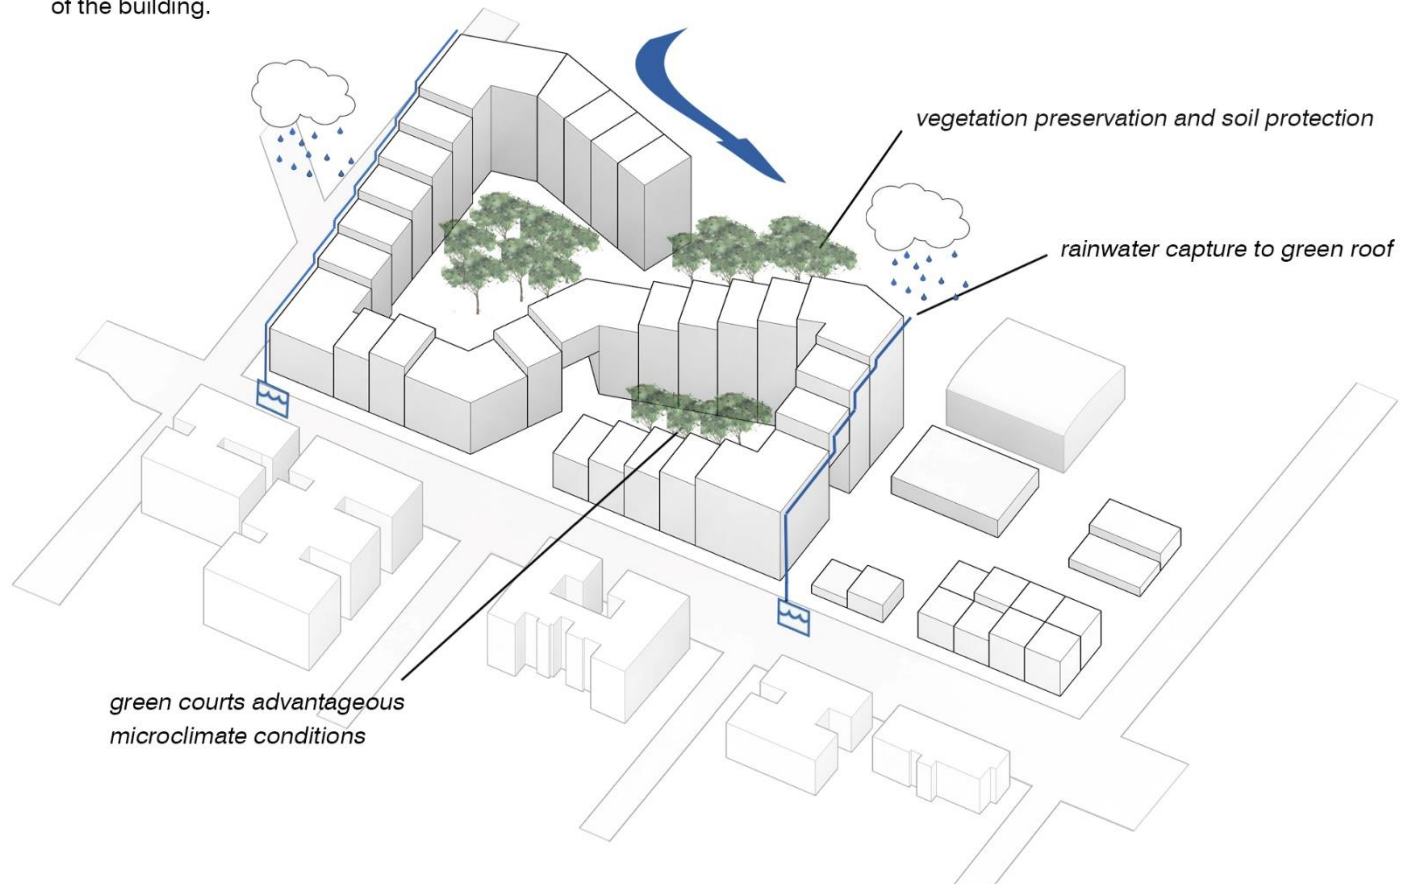 of the building.
vegetation preservation and soil protection
rainwater capture to green roof
green courts advantageous
microclimate conditions